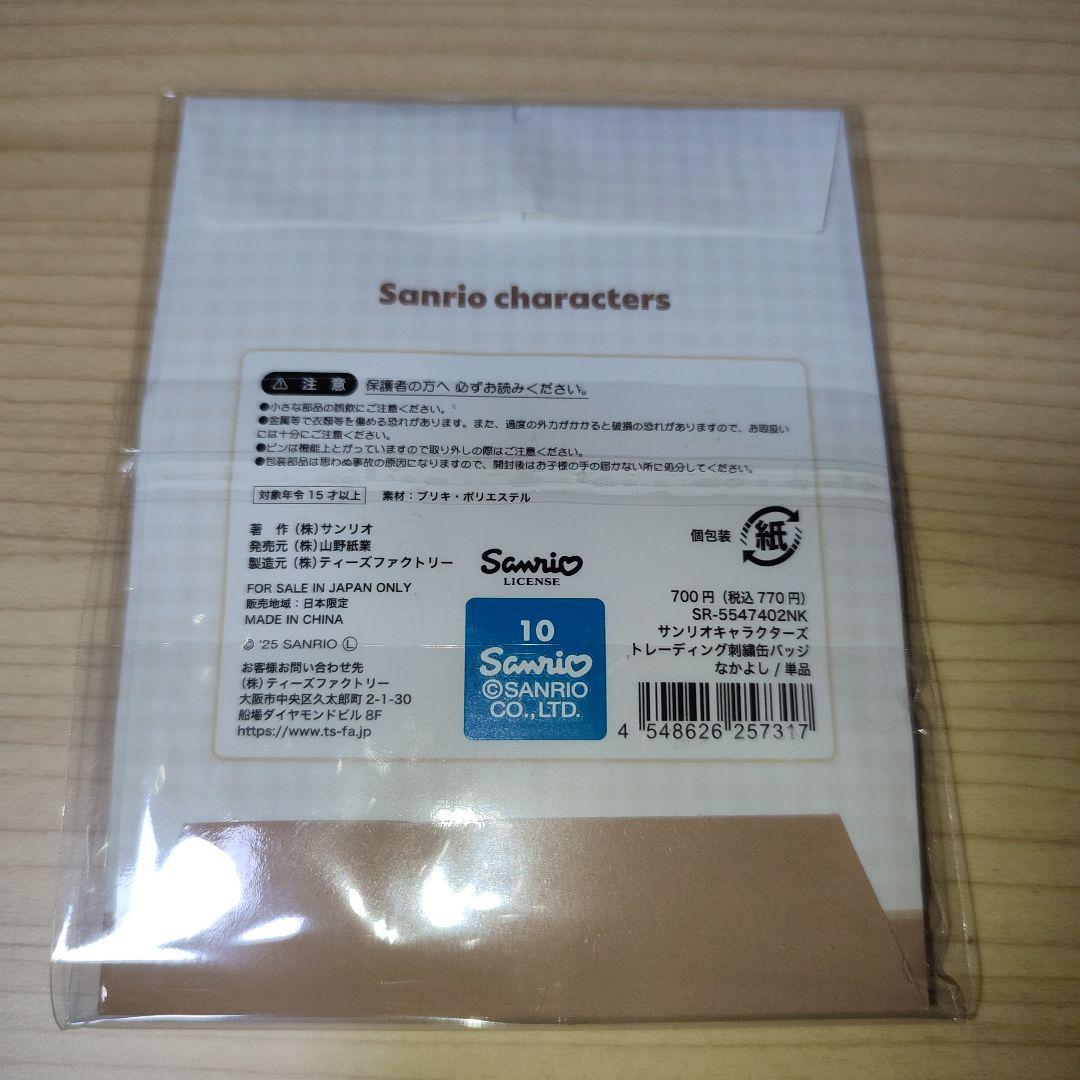 Sanrio characters
⚠ 注 意 保護者の方へ 必ずお読みください。
●小さな部品の誤飲にご注意ください。
●金属等で衣類等を傷める恐れがあります。また、過度の外力がかかると破損の恐れがありますので、お取扱い
には十分にご注意ください。
●ピンは機能上とがっていますので取り外しの際はご注意ください。
●包装部品は思わぬ事故の原因になりますので、開封後はお子様の手の届かない所に処分してください。
対象年令 15 才以上 素材：ブリキ・ポリエステル
著 作（株）サンリオ
発売元（株）山野紙業
製造元（株）ティーズファクトリー
FOR SALE IN JAPAN ONLY
販売地域：日本限定
MADE IN CHINA
© '25 SANRIO Ⓛ
お客様お問い合わせ先
（株）ティーズファクトリー
大阪市中央区久太郎町 2-1-30
船場ダイヤモンドビル 8F
https://www.ts-fa.jp
Sanrio
LICENSE
10
Sanrio
©SANRIO
CO.,LTD.
個包装 紙
700 円（税込 770 円）
SR-5547402NK
サンリオキャラクターズ
トレーディング刺繍缶バッジ
なかよし / 単品
4 548626 257317